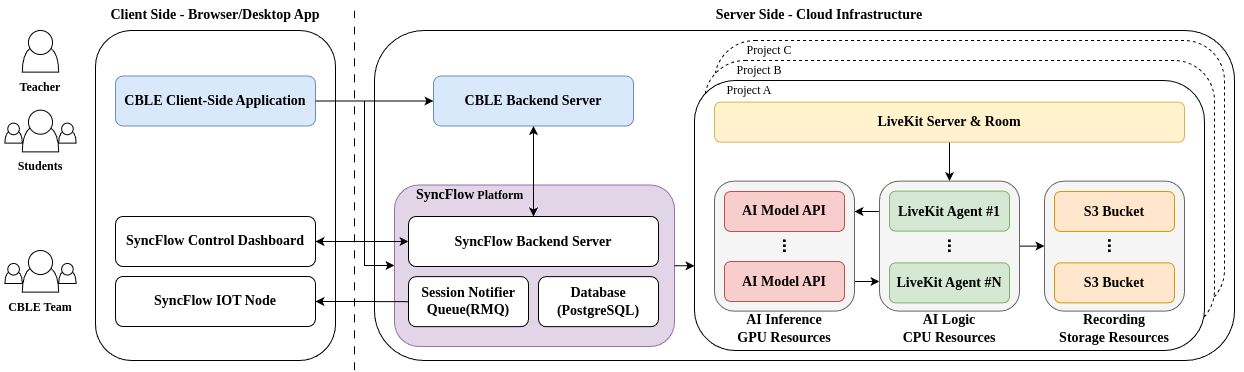 Client Side - Browser/Desktop App
Server Side - Cloud Infrastructure
Teacher
Students
CBLE Team
CBLE Client-Side Application
SyncFlow Control Dashboard
SyncFlow IOT Node
CBLE Backend Server
SyncFlow Platform
SyncFlow Backend Server
Session Notifier
Queue(RMQ)
Database
(PostgreSQL)
Project C
Project B
Project A
LiveKit Server & Room
AI Model API
⋮
AI Model API
AI Inference
GPU Resources
LiveKit Agent #1
⋮
LiveKit Agent #N
AI Logic
CPU Resources
S3 Bucket
⋮
S3 Bucket
Recording
Storage Resources